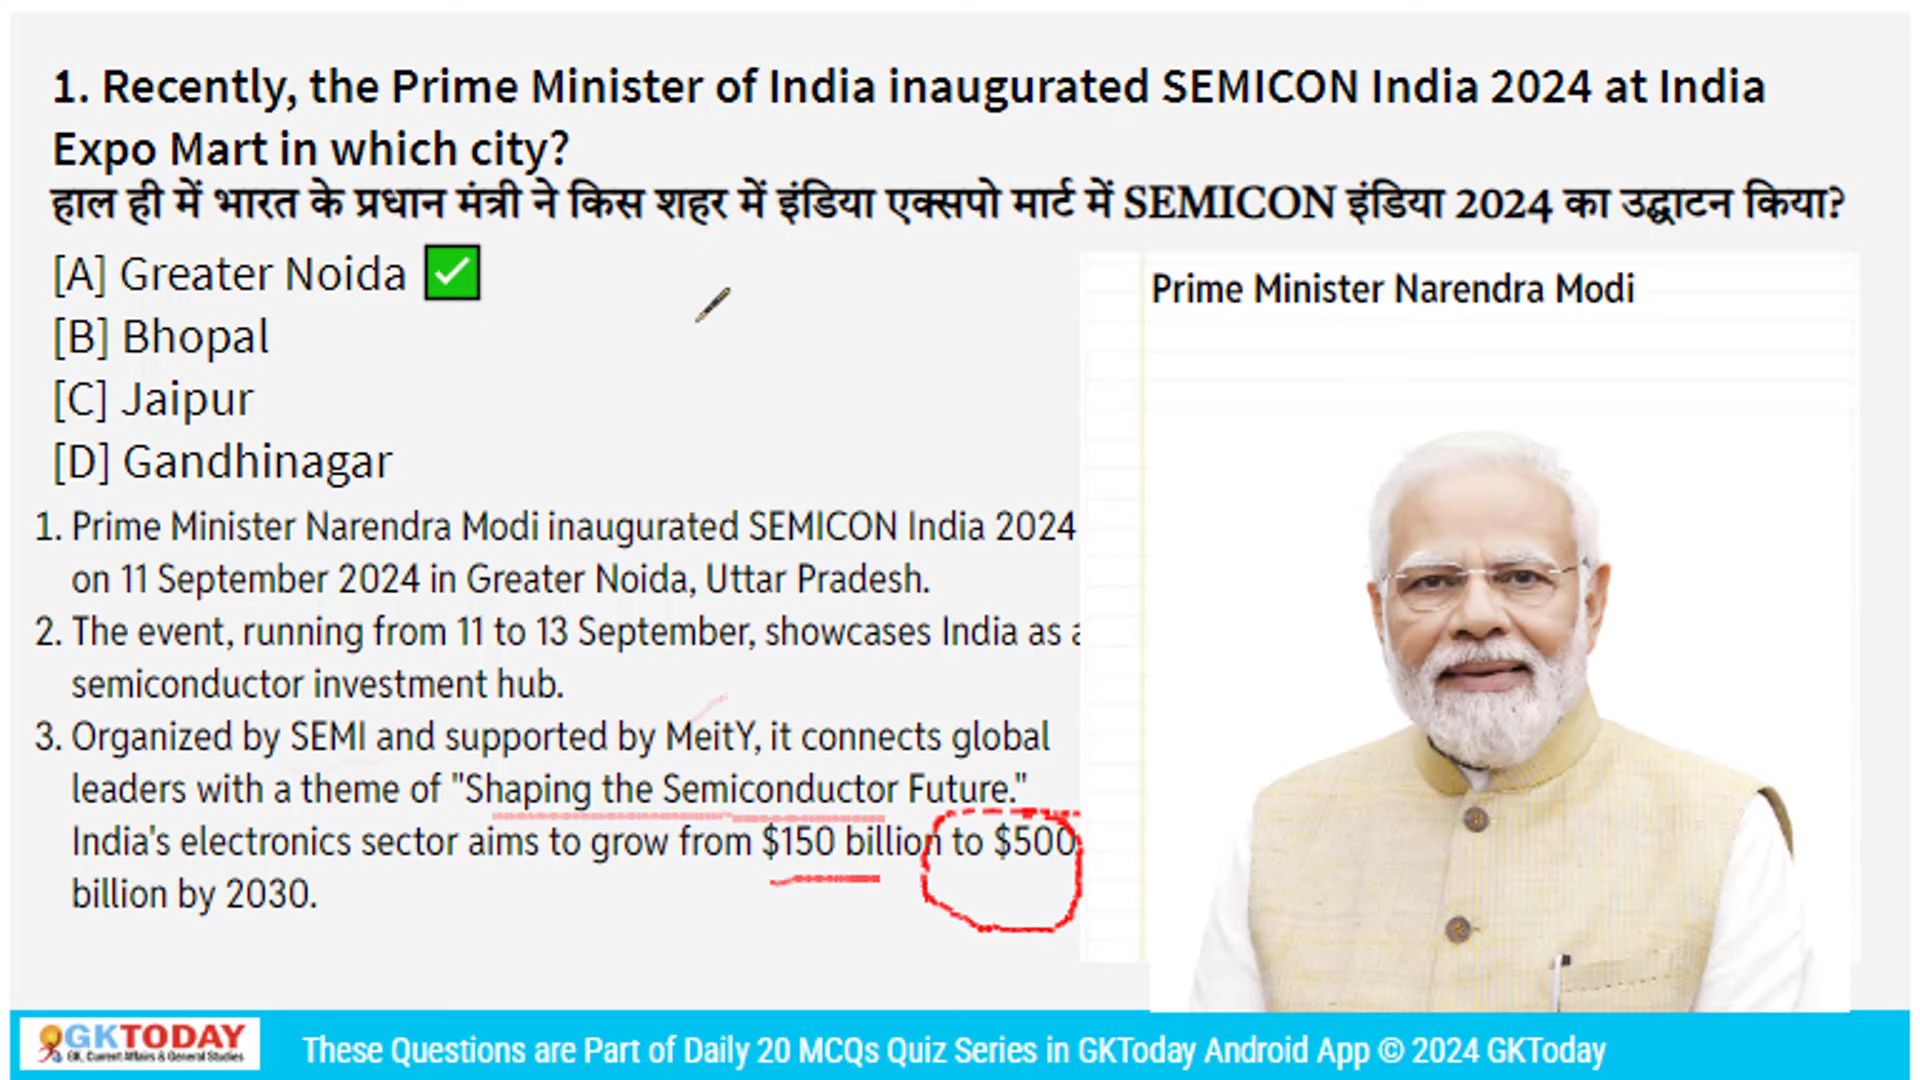 1. Recently, the Prime Minister of India inaugurated SEMICON India 2024 at India
Expo Mart in which city?
हाल ही में भारत के प्रधान मंत्री ने किस शहर में इंडिया एक्सपो मार्ट में SEMICON इंडिया 2024 का उद्घाटन किया?
[A] Greater Noida
[B] Bhopal
[C] Jaipur
[D] Gandhinagar
Prime Minister Narendra Modi
1. Prime Minister Narendra Modi inaugurated SEMICON India 2024
on 11 September 2024 in Greater Noida, Uttar Pradesh.
2. The event, running from 11 to 13 September, showcases India as a
semiconductor investment hub.
3. Organized by SEMI and supported by MeitY, it connects global
leaders with a theme of "Shaping the Semiconductor Future."
India's electronics sector aims to grow from $150 billion to $500
billion by 2030.
GKTODAY
GK, Current Affairs & General Studies
These Questions are Part of Daily 20 MCQs Quiz Series in GKToday Android App © 2024 GKToday